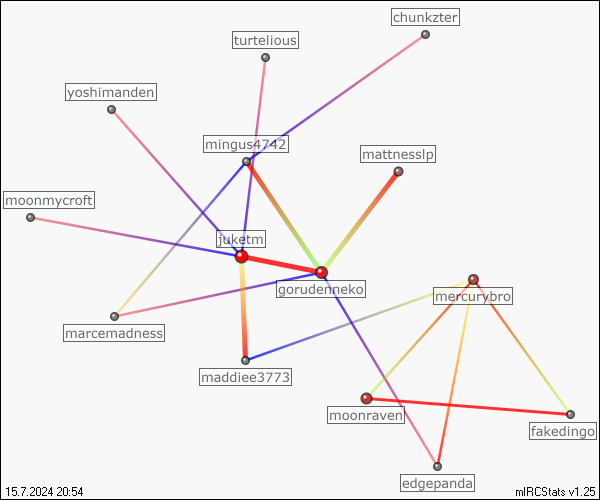 chunkzter
turtelious
yoshimanden
mingus4742
mattnesslp
moonmycroft
juketm
gorudenneko
mercurybro
marcemadness
maddiee3773
moonraven
fakedingo
edgepanda
15.7.2024 20:54
mIRCStats v1.25